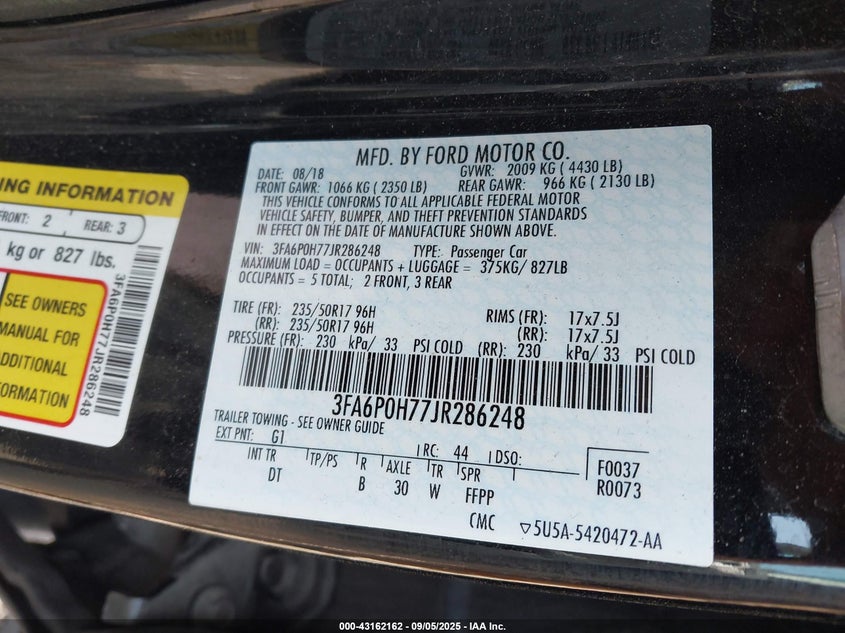 MFD. BY FORD MOTOR CO.
DATE: 08/18 GVWR: 2009 KG ( 4430 LB)
FRONT GAWR: 1066 KG ( 2350 LB) REAR GAWR: 966 KG ( 2130 LB)
THIS VEHICLE CONFORMS TO ALL APPLICABLE FEDERAL MOTOR
VEHICLE SAFETY, BUMPER, AND THEFT PREVENTION STANDARDS
IN EFFECT ON THE DATE OF MANUFACTURE SHOWN ABOVE.
VIN: 3FA6P0H77JR286248 TYPE: Passenger Car
MAXIMUM LOAD = OCCUPANTS + LUGGAGE = 375KG/ 827LB
OCCUPANTS = 5 TOTAL; 2 FRONT, 3 REAR
TIRE (FR): 235/50R17 96H RIMS (FR): 17x7.5J
(RR): 235/50R17 96H (RR): 17x7.5J
PRESSURE (FR): 230 kPa/ 33 PSI COLD (RR): 230 kPa/ 33 PSI COLD
3FA6P0H77JR286248
TRAILER TOWING - SEE OWNER GUIDE
EXT PNT: G1 RC: 44 DSO:
INT TR TP/PS R AXLE TR SPR
DT B 30 W FFPP
F0037
R0073
CMC 5U5A-5420472-AA
NG INFORMATION
FRONT: 2 REAR: 3
kg or 827 lbs.
SEE OWNERS
MANUAL FOR
ADDITIONAL
FORMATION
3FA6P0H77JR286248
000-43162162 - 09/05/2025 - IAA Inc.